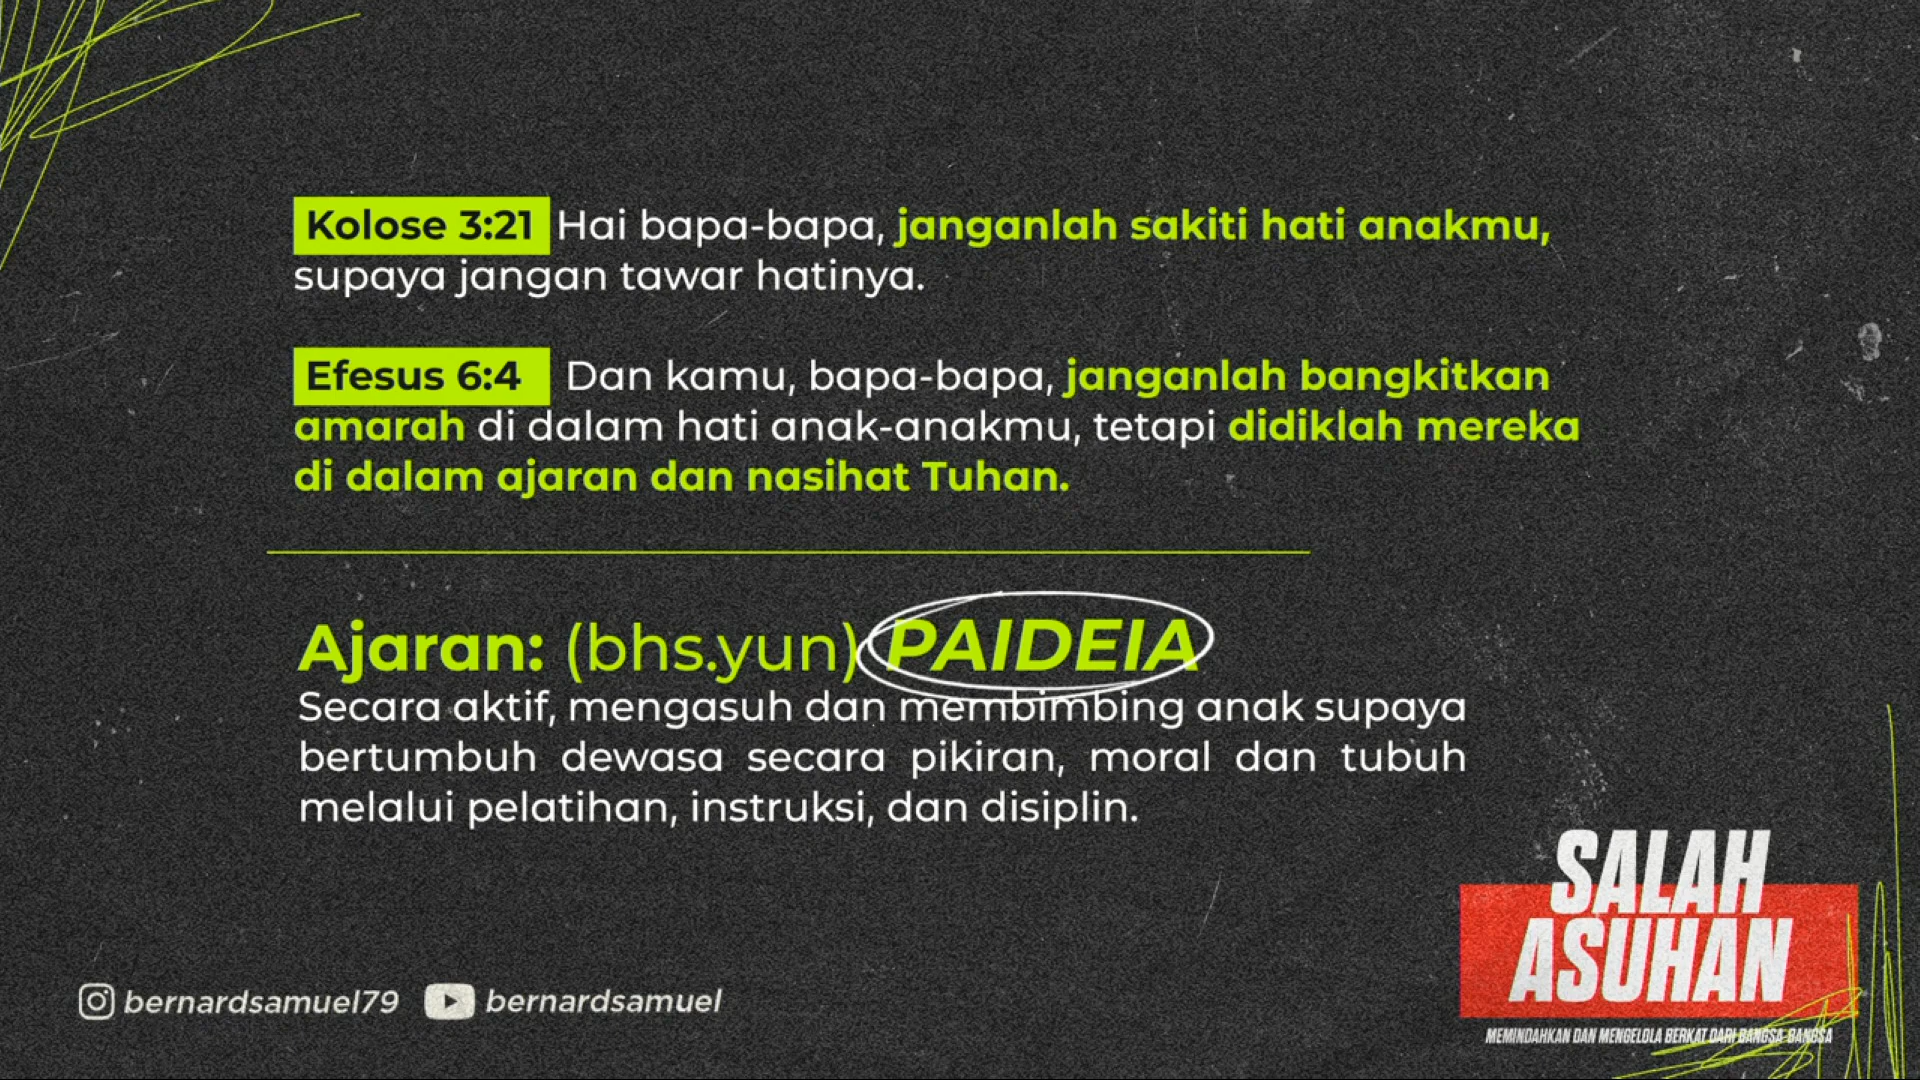 Kolose 3:21 Hai bapa-bapa, janganlah sakiti hati anakmu,
supaya jangan tawar hatinya.
Efesus 6:4 Dan kamu, bapa-bapa, janganlah bangkitkan
amarah di dalam hati anak-anakmu, tetapi didiklah mereka
di dalam ajaran dan nasihat Tuhan.
Ajaran: (bhs.yun) PAIDEIA
Secara aktif, mengasuh dan membimbing anak supaya
bertumbuh dewasa secara pikiran, moral dan tubuh
melalui pelatihan, instruksi, dan disiplin.
SALAH
ASUHAN
MEMINDAHKAN DAN MENGELOLA BERKAT DARI BANGSA-BANGSA
bernardsamuel79 bernardsamuel